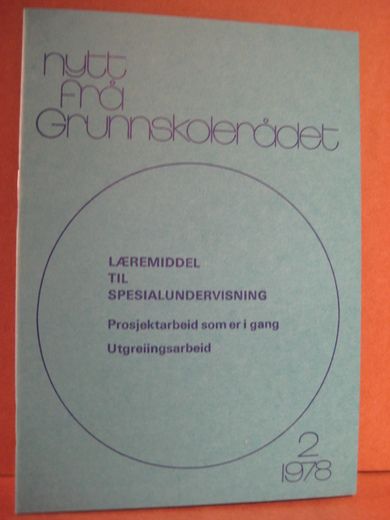 nytt
frå
Grunnskolerådet
LÆREMIDDEL
TIL
SPESIALUNDERVISNING
Prosjektarbeid som er i gang
Utgreiingsarbeid
2
1978